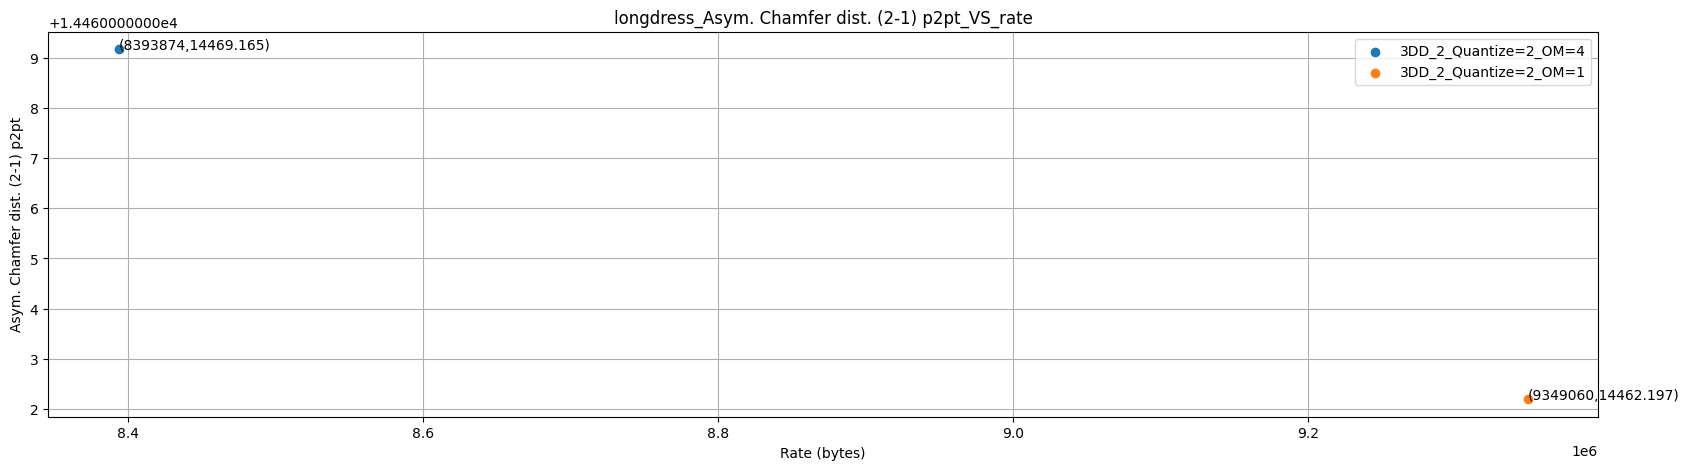 longdress_Asym. Chamfer dist. (2-1) p2pt_VS_rate
+1.4460000000e4
(8393874,14469.165)
3DD_2_Quantize=2_OM=4
3DD_2_Quantize=2_OM=1
9
8
7
6
5
4
3
2
Asym. Chamfer dist. (2-1) p2pt
(9349060,14462.197)
8.4
8.6
8.8
9.0
9.2
1e6
Rate (bytes)